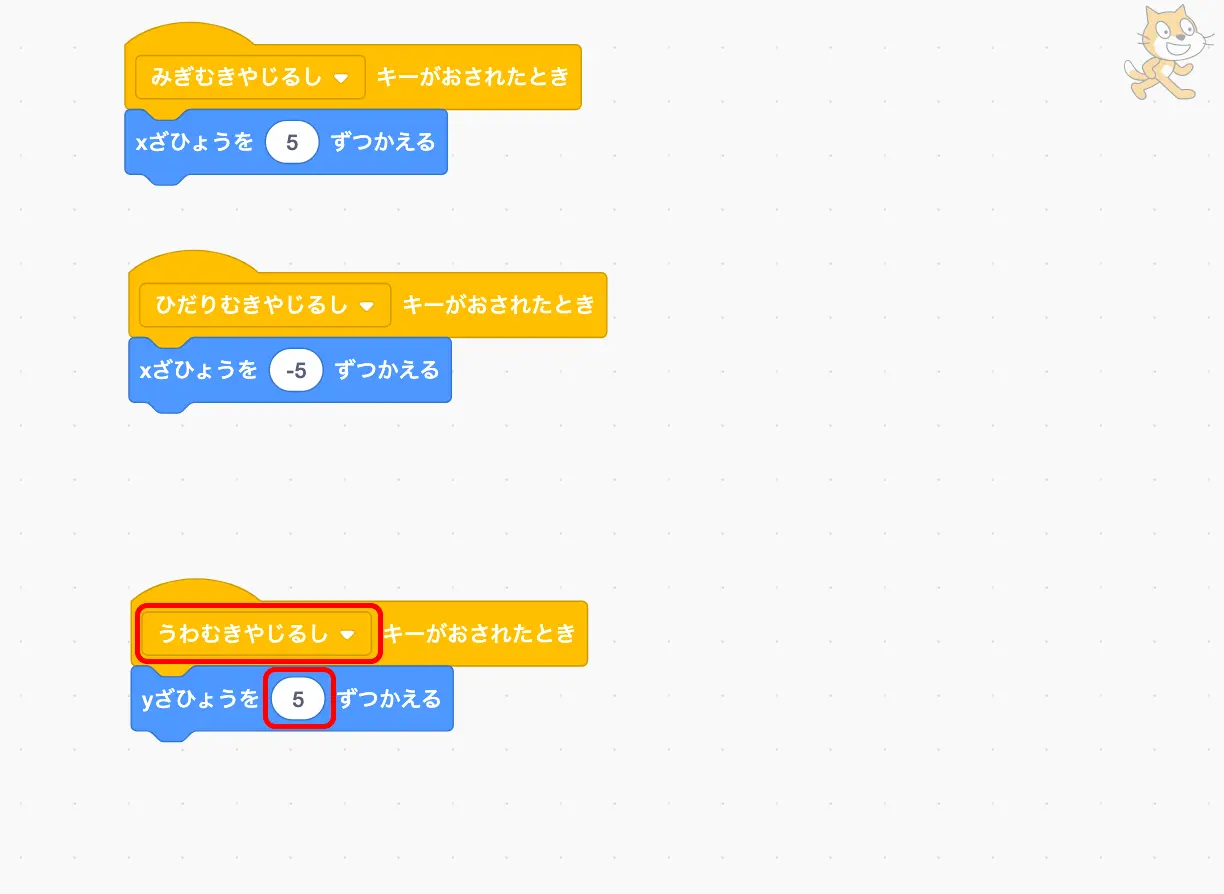 みぎむきやじるし キーがおされたとき
xざひょうを 5 ずつかえる
ひだりむきやじるし キーがおされたとき
xざひょうを -5 ずつかえる
うわむきやじるし キーがおされたとき
yざひょうを 5 ずつかえる